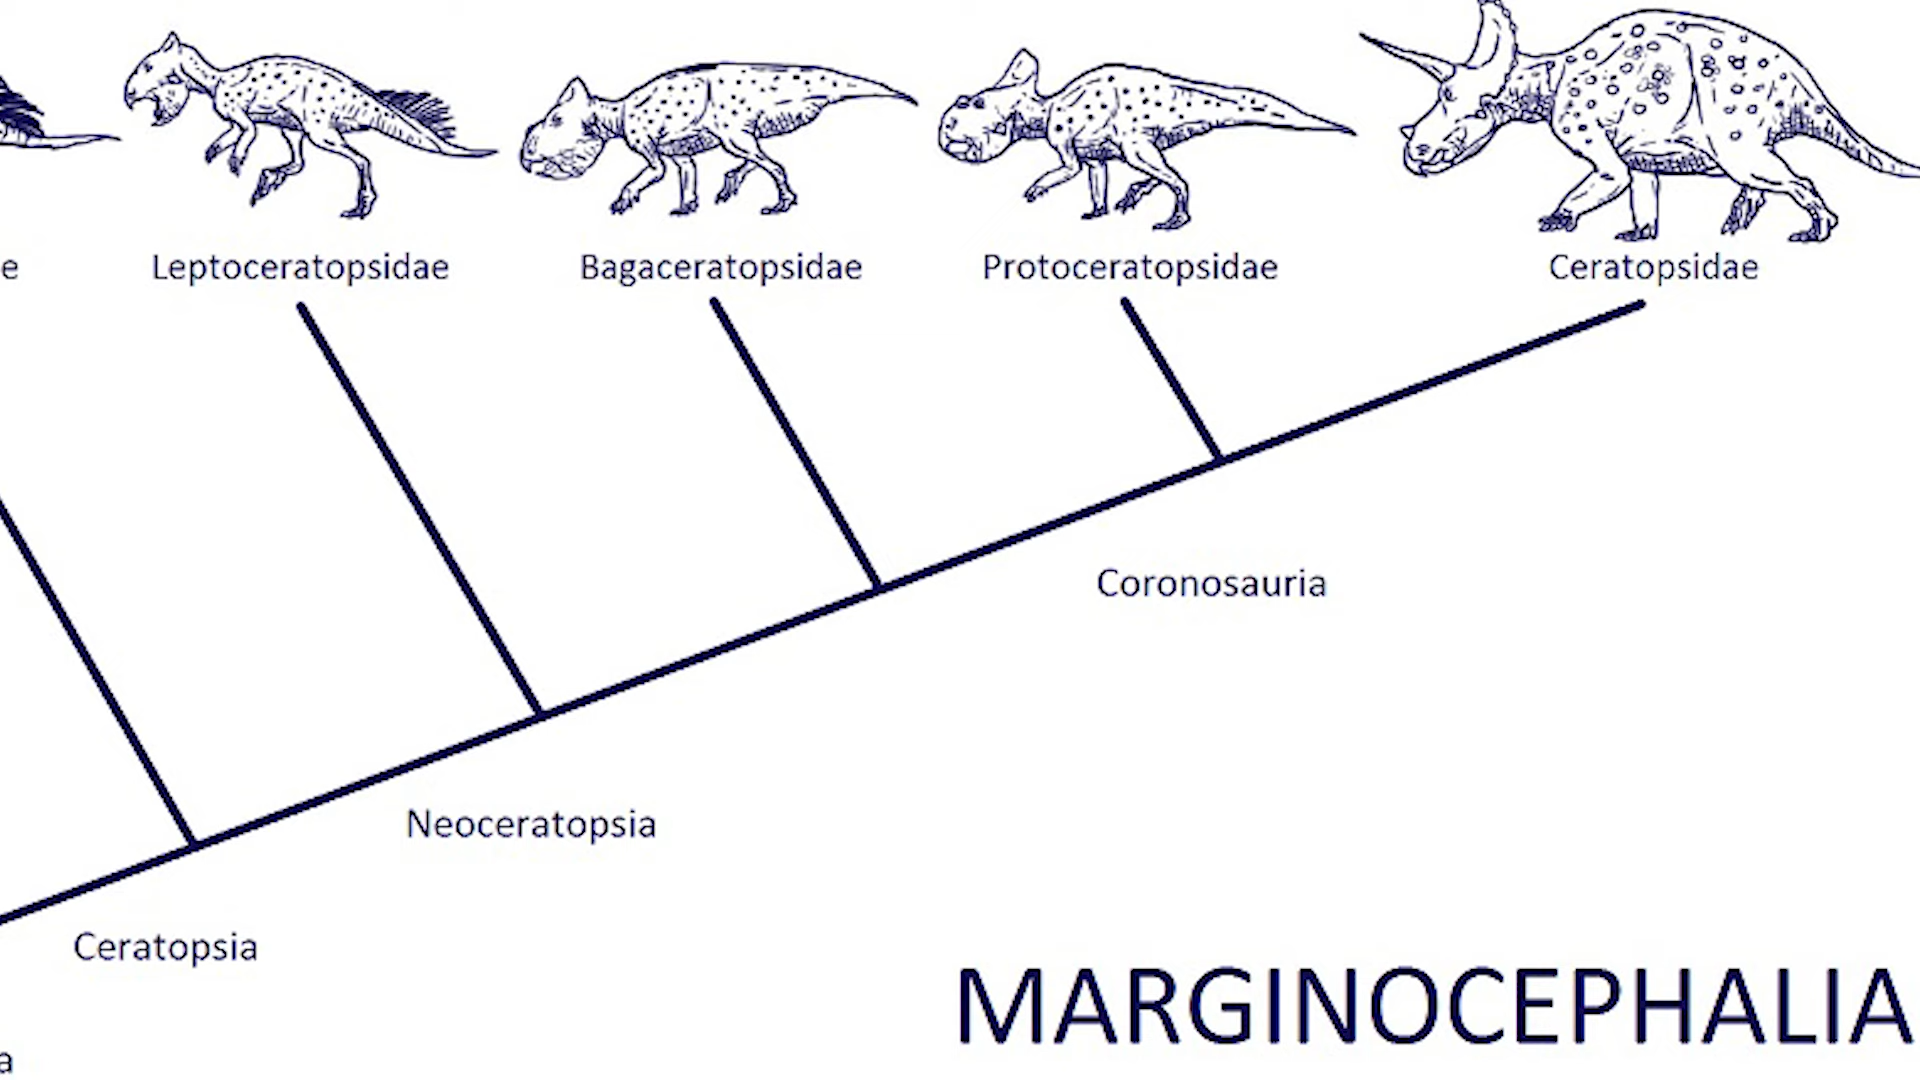 e Leptoceratopsidae Bagaceratopsidae Protoceratopsidae Ceratopsidae
Coronosauria
Neoceratopsia
Ceratopsia
MARGINOCEPHALIA
a